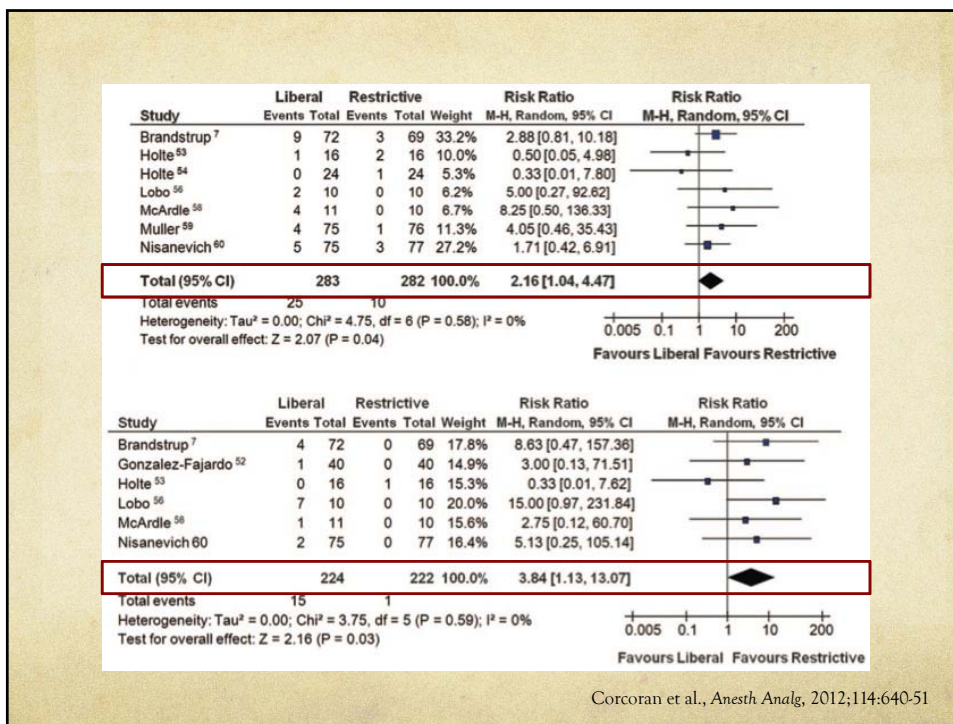 Liberal Restrictive Risk Ratio Risk Ratio
Study Events Total Events Total Weight M-H, Random, 95% CI M-H, Random, 95% CI
Brandstrup 7 9 72 3 69 33.2% 2.88 [0.81, 10.18]
Holte 53 1 16 2 16 10.0% 0.50 [0.05, 4.98]
Holte 54 0 24 1 24 5.3% 0.33 [0.01, 7.80]
Lobo 56 2 10 0 10 6.2% 5.00 [0.27, 92.62]
McArdle 58 4 11 0 10 6.7% 8.25 [0.50, 136.33]
Muller 59 4 75 1 76 11.3% 4.05 [0.46, 35.43]
Nisanevich 60 5 75 3 77 27.2% 1.71 [0.42, 6.91]
Total (95% CI) 283 282 100.0% 2.16 [1.04, 4.47]
Total events 25 10
Heterogeneity: Tau² = 0.00; Chi² = 4.75, df = 6 (P = 0.58); I² = 0%
Test for overall effect: Z = 2.07 (P = 0.04)
0.005 0.1 1 10 200
Favours Liberal Favours Restrictive
Liberal Restrictive Risk Ratio Risk Ratio
Study Events Total Events Total Weight M-H, Random, 95% CI M-H, Random, 95% CI
Brandstrup 7 4 72 0 69 17.8% 8.63 [0.47, 157.36]
Gonzalez-Fajardo 52 1 40 0 40 14.9% 3.00 [0.13, 71.51]
Holte 53 0 16 1 16 15.3% 0.33 [0.01, 7.62]
Lobo 56 7 10 0 10 20.0% 15.00 [0.97, 231.84]
McArdle 58 1 11 0 10 15.6% 2.75 [0.12, 60.70]
Nisanevich 60 2 75 0 77 16.4% 5.13 [0.25, 105.14]
Total (95% CI) 224 222 100.0% 3.84 [1.13, 13.07]
Total events 15 1
Heterogeneity: Tau² = 0.00; Chi² = 3.75, df = 5 (P = 0.59); I² = 0%
Test for overall effect: Z = 2.16 (P = 0.03)
0.005 0.1 1 10 200
Favours Liberal Favours Restrictive
Corcoran et al., Anesth Analg, 2012;114:640-51